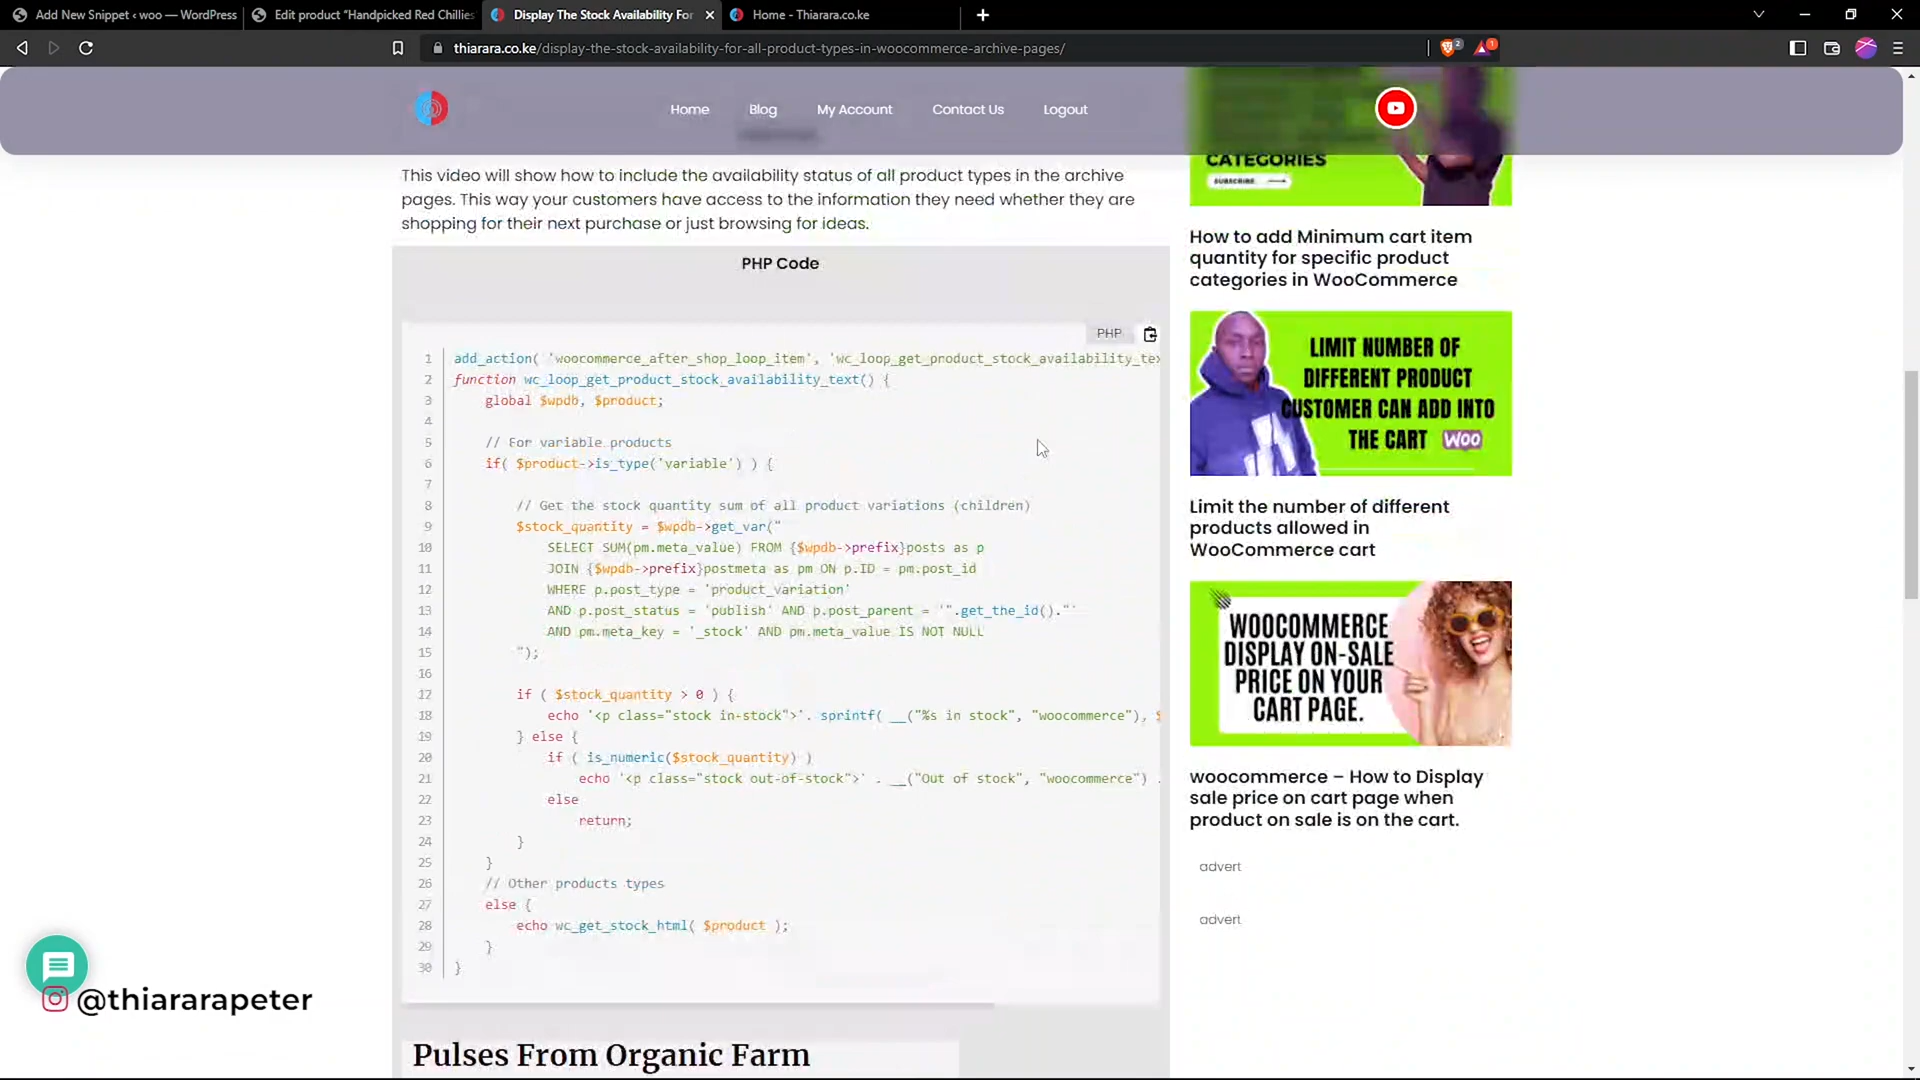 Add New Snippet ‹ woo — WordPress
Edit product “Handpicked Red Chillies
Display The Stock Availability For
Home - Thiarara.co.ke
thiarara.co.ke/display-the-stock-availability-for-all-product-types-in-woocommerce-archive-pages/
2
1
Home
Blog
My Account
Contact Us
Logout
This video will show how to include the availability status of all product types in the archive
pages. This way your customers have access to the information they need whether they are
shopping for their next purchase or just browsing for ideas.
PHP Code
PHP
1 add_action( 'woocommerce_after_shop_loop_item', 'wc_loop_get_product_stock_availability_tex
2 function wc_loop_get_product_stock_availability_text() {
3 global $wpdb, $product;
4
5 // For variable products
6 if( $product->is_type('variable') ) {
7
8 // Get the stock quantity sum of all product variations (children)
9 $stock_quantity = $wpdb->get_var("
10 SELECT SUM(pm.meta_value) FROM {$wpdb->prefix}posts as p
11 JOIN {$wpdb->prefix}postmeta as pm ON p.ID = pm.post_id
12 WHERE p.post_type = 'product_variation'
13 AND p.post_status = 'publish' AND p.post_parent = '".get_the_id()."'
14 AND pm.meta_key = '_stock' AND pm.meta_value IS NOT NULL
15 ");
16
17 if ( $stock_quantity > 0 ) {
18 echo '<p class="stock in-stock">'. sprintf( __("%s in stock", "woocommerce"), $
19 } else {
20 if ( is_numeric($stock_quantity) )
21 echo '<p class="stock out-of-stock">' . __("Out of stock", "woocommerce") .
22 else
23 return;
24 }
25 }
26 // Other products types
27 else {
28 echo wc_get_stock_html( $product );
29 }
30 }
Pulses From Organic Farm
CATEGORIES
SUBSCRIBE
How to add Minimum cart item
quantity for specific product
categories in WooCommerce
LIMIT NUMBER OF
DIFFERENT PRODUCT
CUSTOMER CAN ADD INTO
THE CART WOO
Limit the number of different
products allowed in
WooCommerce cart
WOOCOMMERCE
DISPLAY ON-SALE
PRICE ON YOUR
CART PAGE.
woocommerce – How to Display
sale price on cart page when
product on sale is on the cart.
advert
advert
@thiararapeter